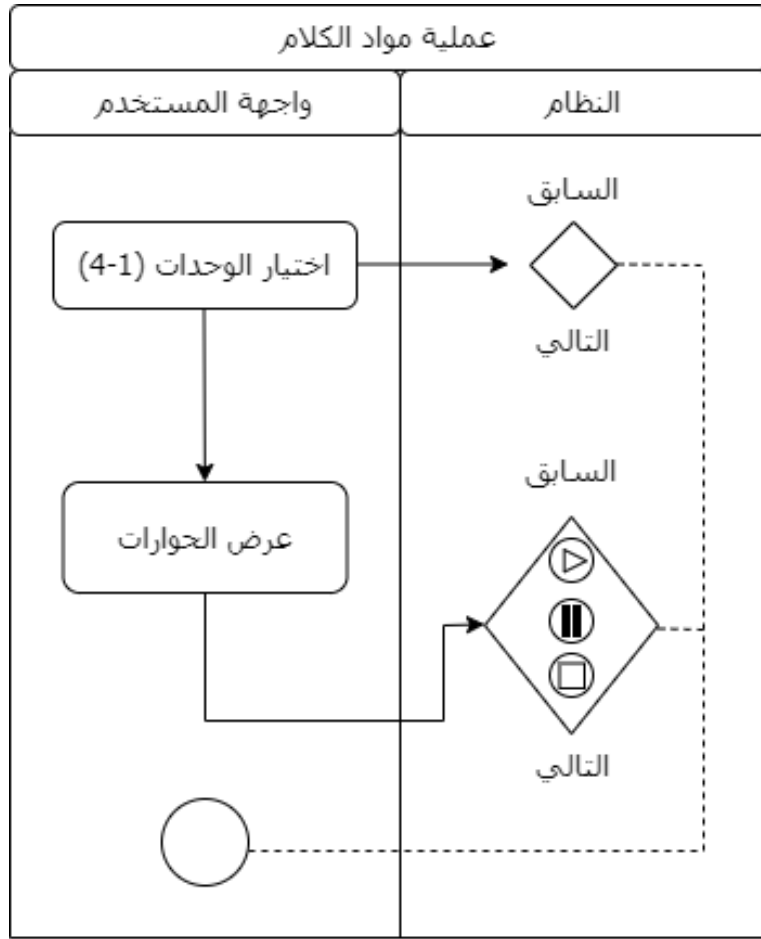 عملية مواد الكلام
النظام
واجهة المستخدم
السابق
اختيار الوحدات (1-4)
التالي
السابق
عرض الحوارات
التالي